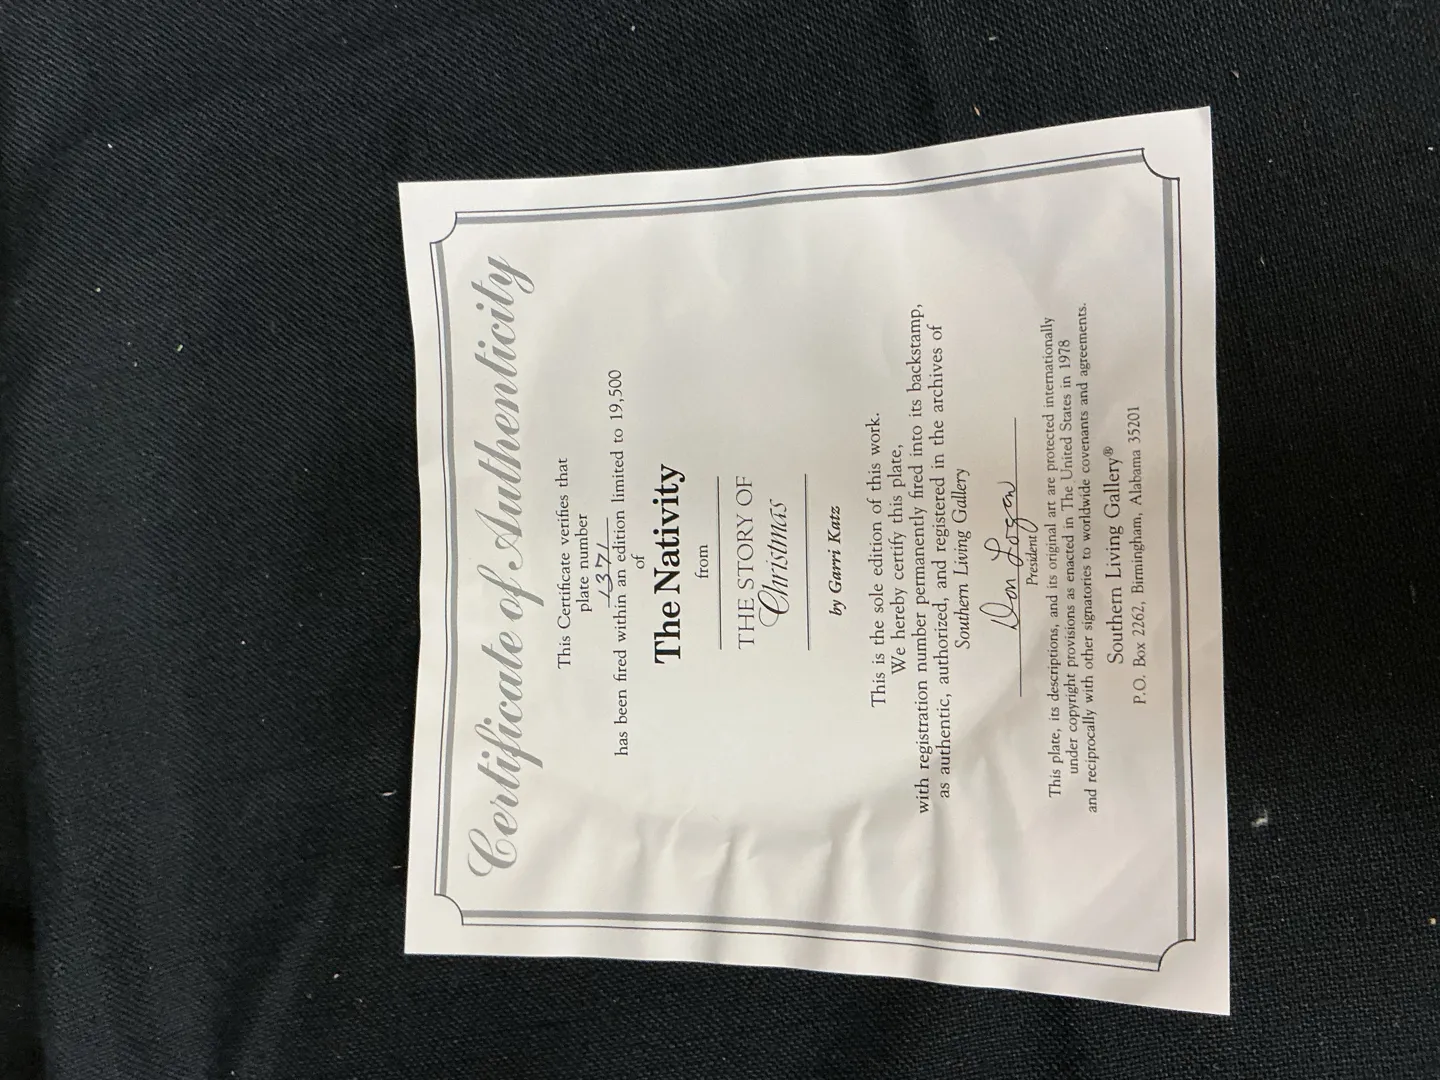 Certificate of Authenticity
This Certificate verifies that
plate number
1371
has been fired within an edition limited to 19,500
of
The Nativity
from
THE STORY OF
Christmas
by Garri Katz
This is the sole edition of this work.
We hereby certify this plate,
with registration number permanently fired into its backstamp,
as authentic, authorized, and registered in the archives of
Southern Living Gallery
Don Logan
President
This plate, its descriptions, and its original art are protected internationally
under copyright provisions as enacted in The United States in 1978
and reciprocally with other signatories to worldwide covenants and agreements.
Southern Living Gallery®
P.O. Box 2262, Birmingham, Alabama 35201